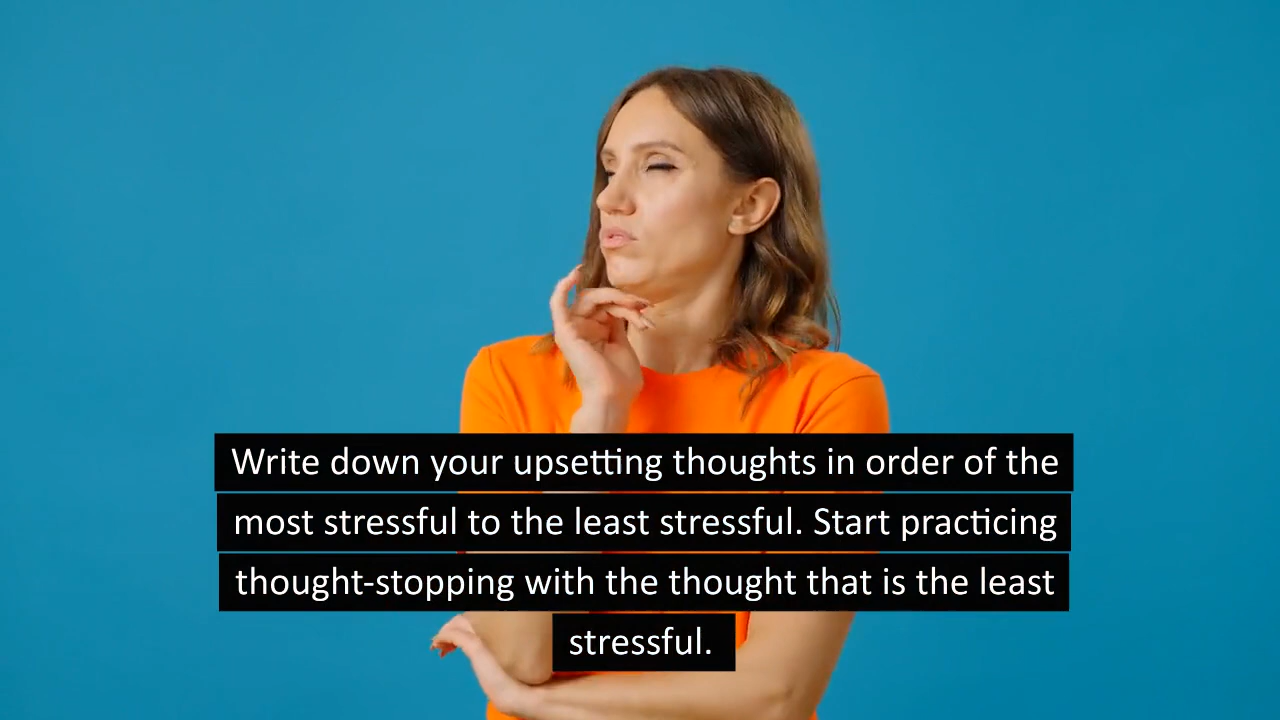 Write down your upsetting thoughts in order of the
most stressful to the least stressful. Start practicing
thought-stopping with the thought that is the least
stressful.